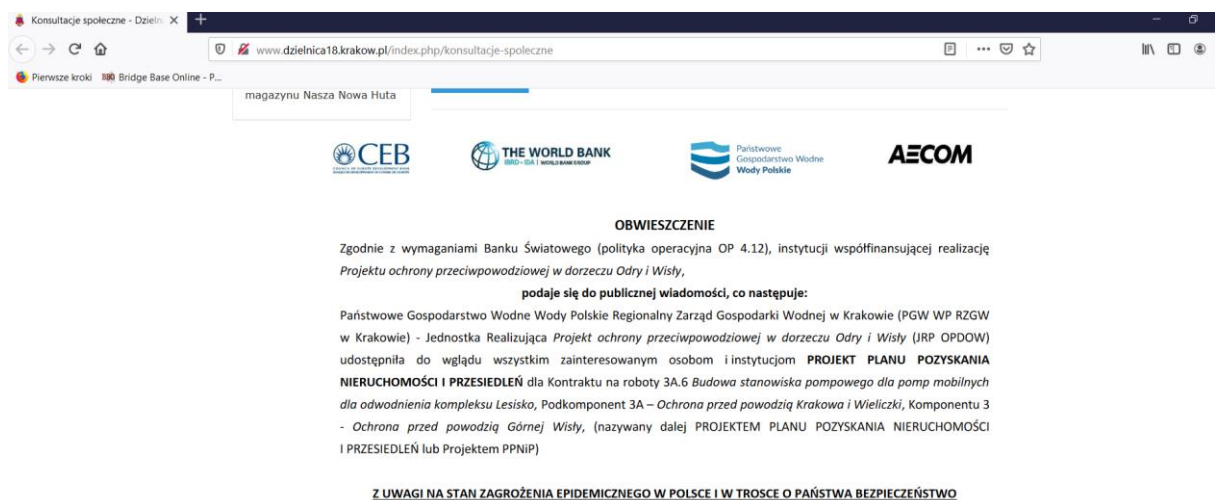 Konsultacje społeczne - Dzieln
www.dzielnica18.krakow.pl/index.php/konsultacje-spoleczne
Pierwsze kroki
Bridge Base Online - P...
magazynu Nasza Nowa Huta
CEB
THE WORLD BANK
IBRD • IDA | WORLD BANK GROUP
Państwowe
Gospodarstwo Wodne
Wody Polskie
AECOM
OBWIESZCZENIE
Zgodnie z wymaganiami Banku Światowego (polityka operacyjna OP 4.12), instytucji współfinansującej realizację
Projektu ochrony przeciwpowodziowej w dorzeczu Odry i Wisły,
podaje się do publicznej wiadomości, co następuje:
Państwowe Gospodarstwo Wodne Wody Polskie Regionalny Zarząd Gospodarki Wodnej w Krakowie (PGW WP RZGW
w Krakowie) - Jednostka Realizująca Projekt ochrony przeciwpowodziowej w dorzeczu Odry i Wisły (JRP OPDOW)
udostępniła do wglądu wszystkim zainteresowanym osobom i instytucjom PROJEKT PLANU POZYSKANIA
NIERUCHOMOŚCI I PRZESIEDLEŃ dla Kontraktu na roboty 3A.6 Budowa stanowiska pompowego dla pomp mobilnych
dla odwodnienia kompleksu Lesisko, Podkomponent 3A – Ochrona przed powodzią Krakowa i Wieliczki, Komponentu 3
- Ochrona przed powodzią Górnej Wisły, (nazywany dalej PROJEKTEM PLANU POZYSKANIA NIERUCHOMOŚCI
I PRZESIEDLEŃ lub Projektem PPNiP)
Z UWAGI NA STAN ZAGROŻENIA EPIDEMICZNEGO W POLSCE I W TROSCE O PAŃSTWA BEZPIECZEŃSTWO